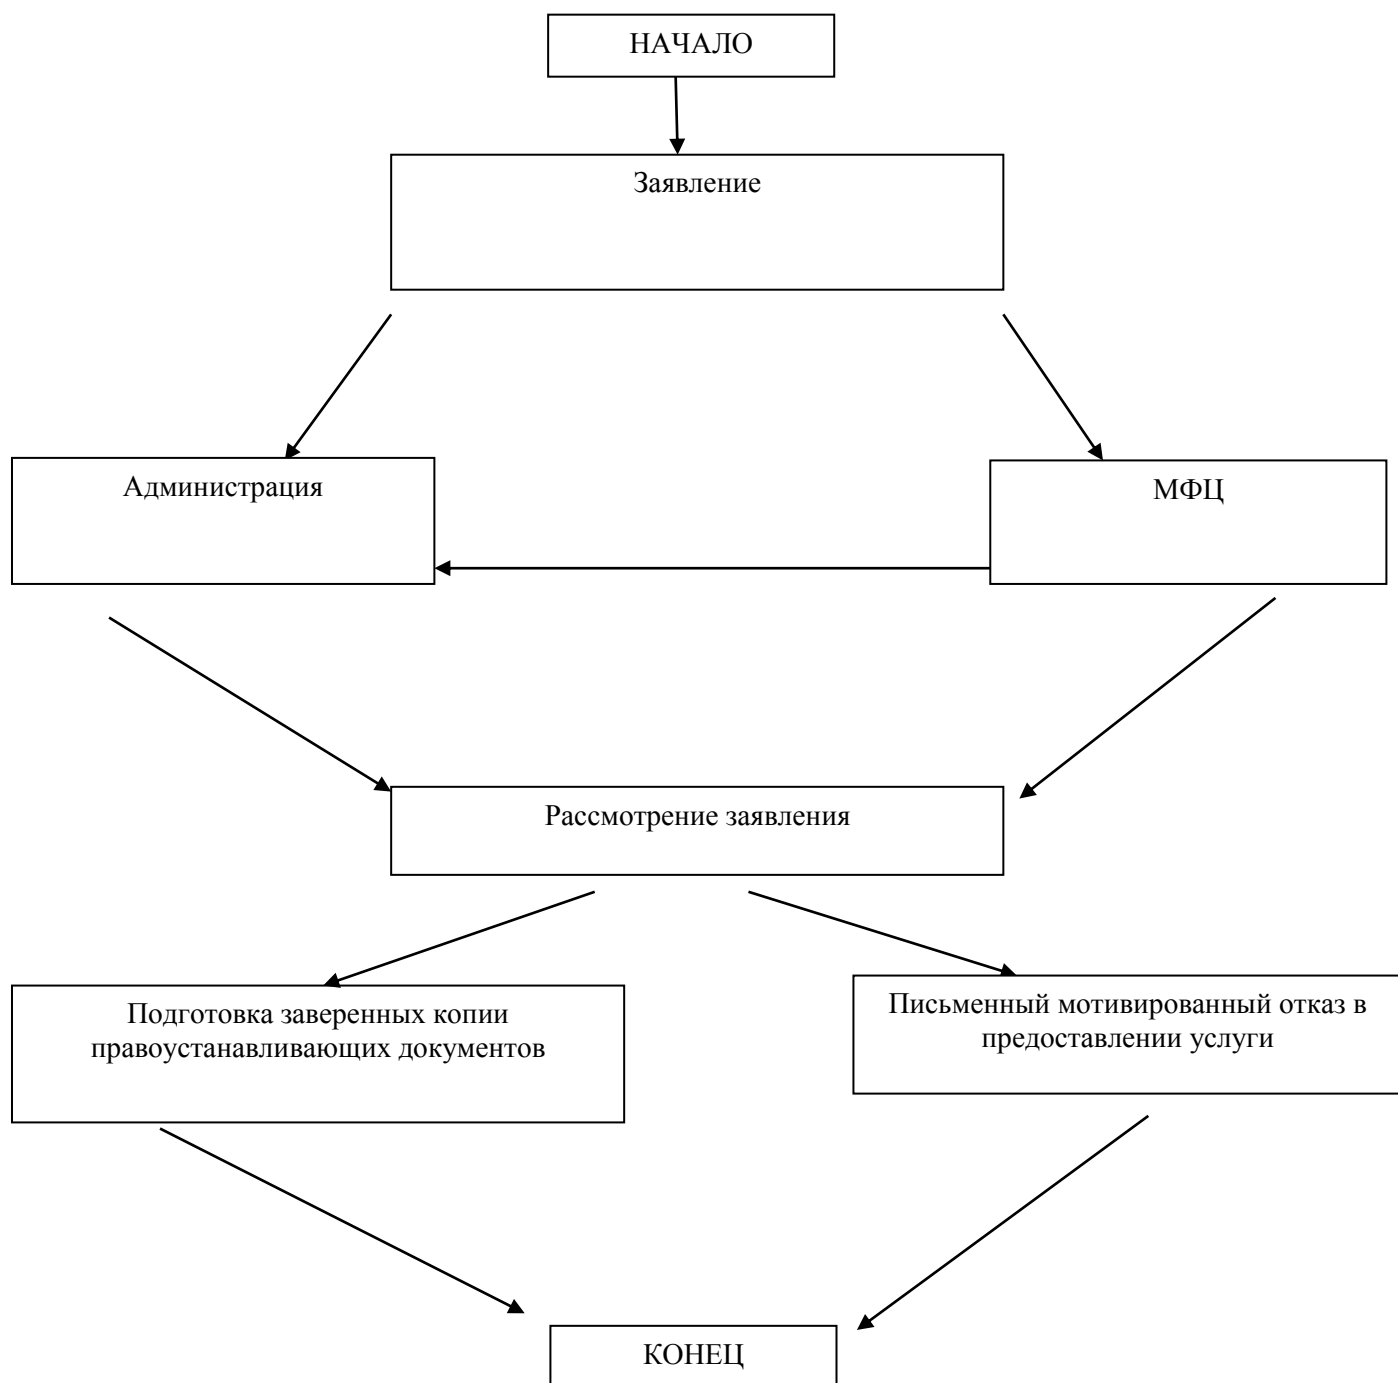 НАЧАЛО
Заявление
Администрация
МФЦ
Рассмотрение заявления
Подготовка заверенных копии
правоустанавливающих документов
Письменный мотивированный отказ в
предоставлении услуги
КОНЕЦ